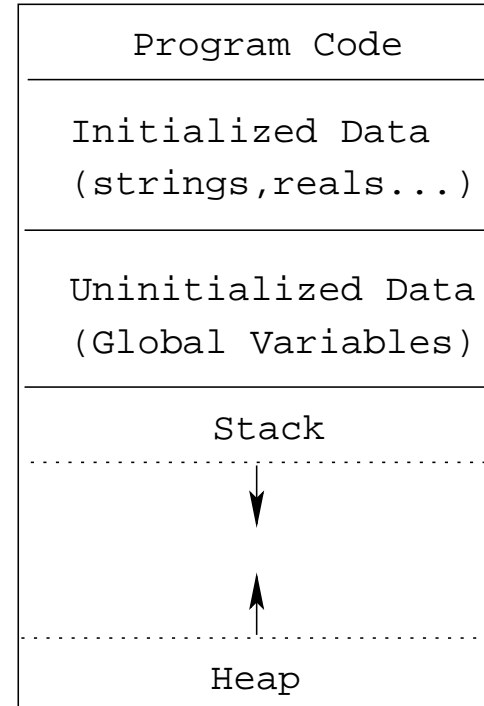 Program Code
Initialized Data
(strings,reals...)
Uninitialized Data
(Global Variables)
Stack
Heap